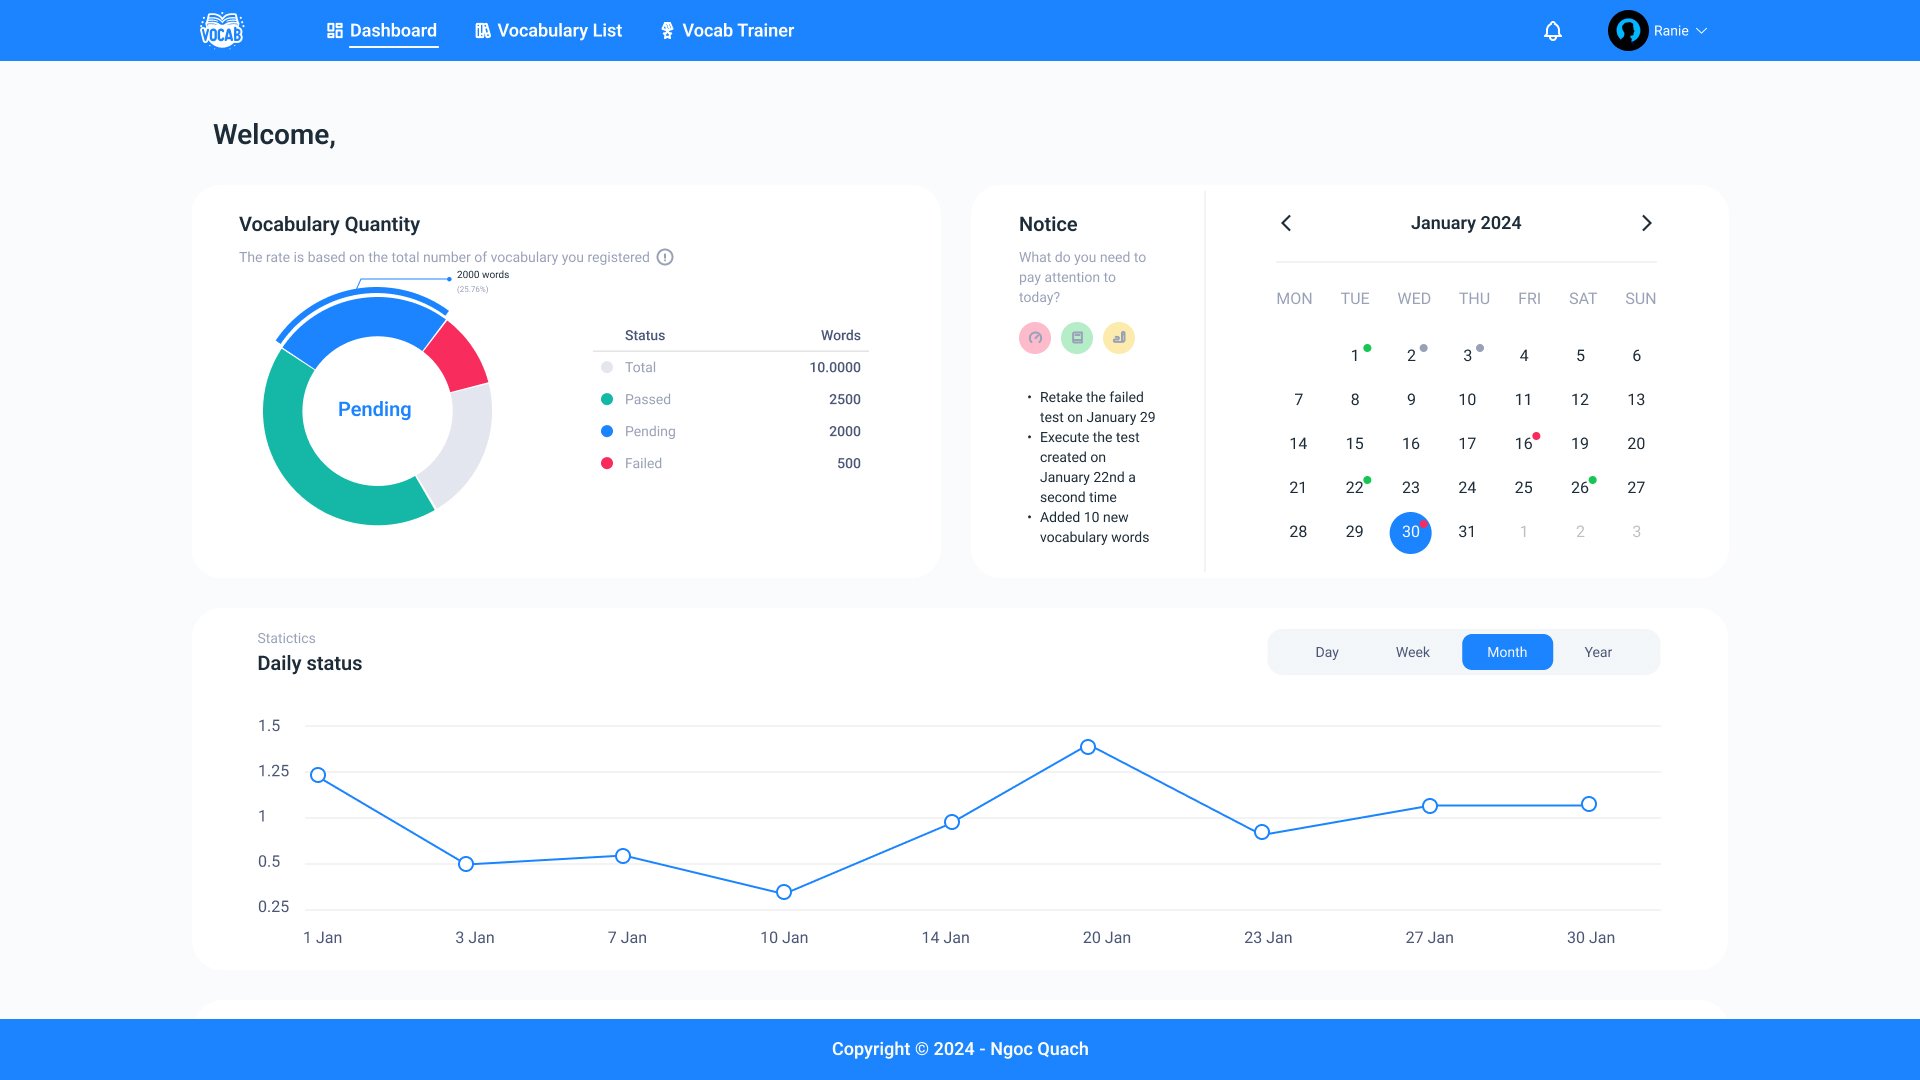 VOCAB
Dashboard
Vocabulary List
Vocab Trainer
Ranie
Welcome,
Vocabulary Quantity
The rate is based on the total number of vocabulary you registered
2000 words
(25.76%)
Pending
Status Words
Total 10.0000
Passed 2500
Pending 2000
Failed 500
Notice
What do you need to
pay attention to
today?
• Retake the failed
test on January 29
• Execute the test
created on
January 22nd a
second time
• Added 10 new
vocabulary words
January 2024
MON TUE WED THU FRI SAT SUN
1 2 3 4 5 6
7 8 9 10 11 12 13
14 15 16 17 16 19 20
21 22 23 24 25 26 27
28 29 30 31 1 2 3
Statictics
Daily status
Day Week Month Year
1.5
1.25
1
0.5
0.25
1 Jan 3 Jan 7 Jan 10 Jan 14 Jan 20 Jan 23 Jan 27 Jan 30 Jan
Copyright © 2024 - Ngoc Quach